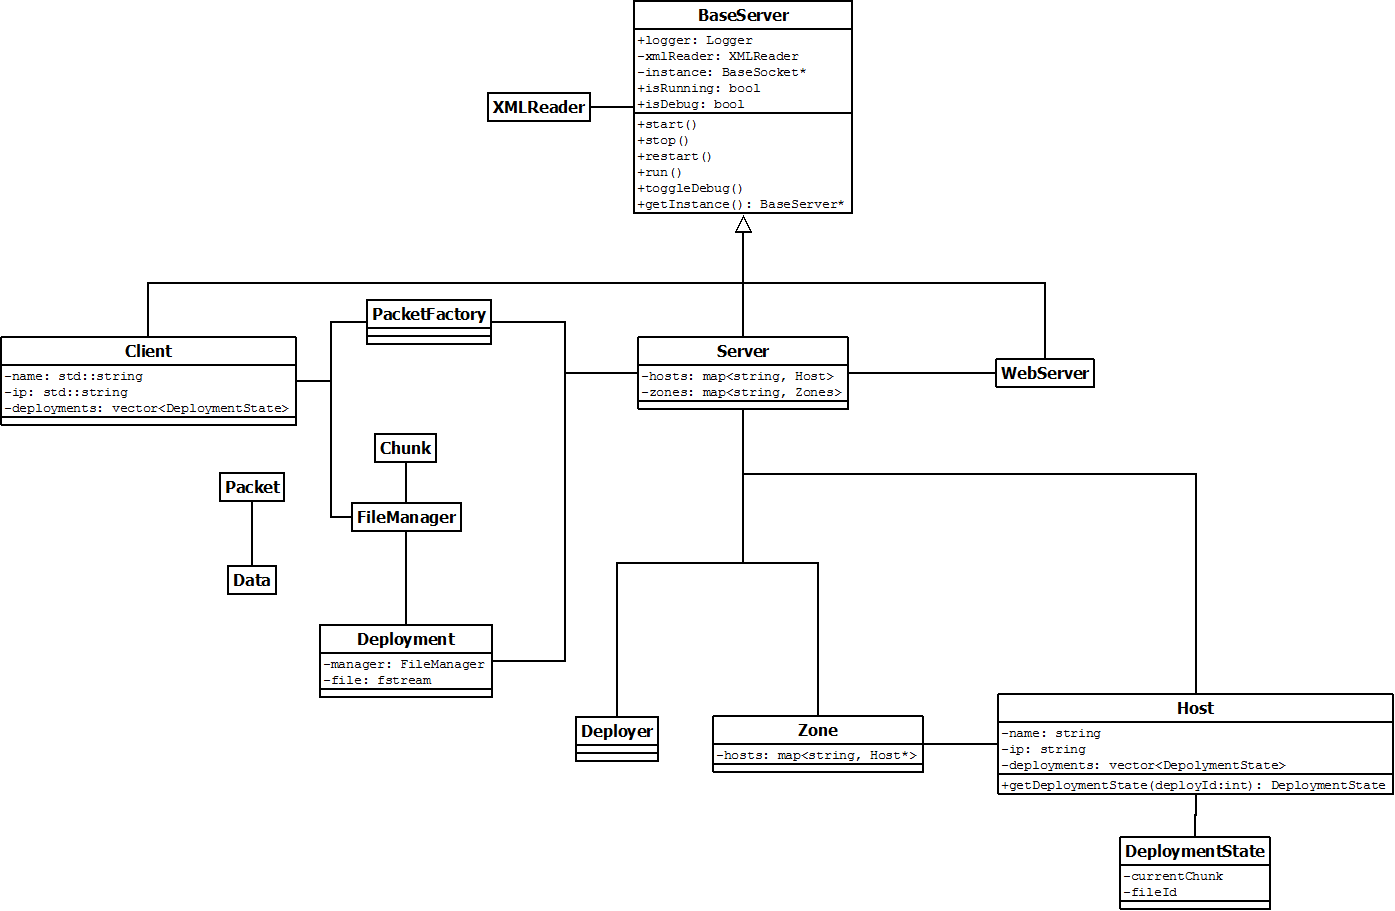 BaseServer
+logger: Logger
-xmlReader: XMLReader
-instance: BaseSocket*
+isRunning: bool
+isDebug: bool
+start()
+stop()
+restart()
+run()
+toggleDebug()
+getInstance(): BaseServer*
XMLReader
PacketFactory
Client
-name: std::string
-ip: std::string
-deployments: vector<DeploymentState>
Server
-hosts: map<string, Host>
-zones: map<string, Zones>
WebServer
Chunk
Packet
FileManager
Data
Deployment
-manager: FileManager
-file: fstream
Deployer
Zone
-hosts: map<string, Host*>
Host
-name: string
-ip: string
-deployments: vector<DepolymentState>
+getDeploymentState(deployId:int): DeploymentState
DeploymentState
-currentChunk
-fileId